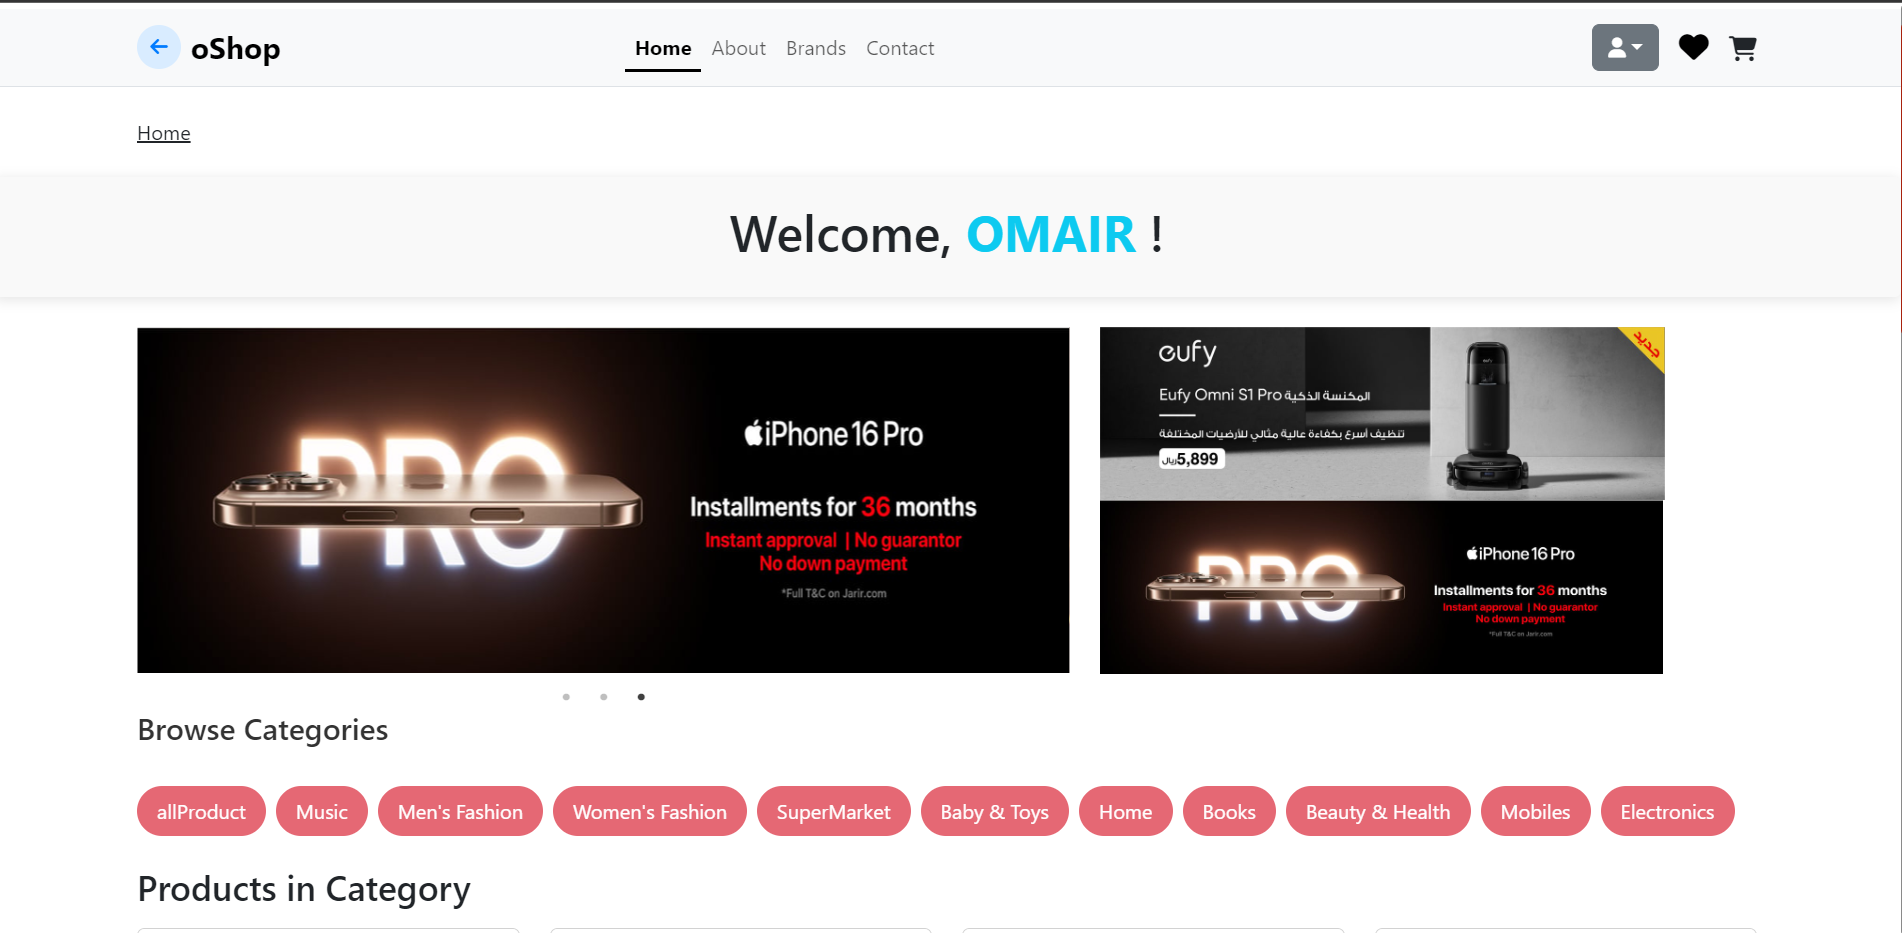 oShop
Home About Brands Contact
Home
Welcome, OMAIR !
PRO
iPhone 16 Pro
Installments for 36 months
Instant approval | No guarantor
No down payment
*Full T&C on Jarir.com
eufy
جديد
eufy
المكنسة الذكية Eufy Omni S1 Pro
تنظيف أسرع بكفاءة عالية مثالي للأرضيات المختلفة
5,899 ريال
PRO
iPhone 16 Pro
Installments for 36 months
Instant approval | No guarantor
No down payment
*Full T&C on Jarir.com
Browse Categories
allProduct Music Men's Fashion Women's Fashion SuperMarket Baby & Toys Home Books Beauty & Health Mobiles Electronics
Products in Category